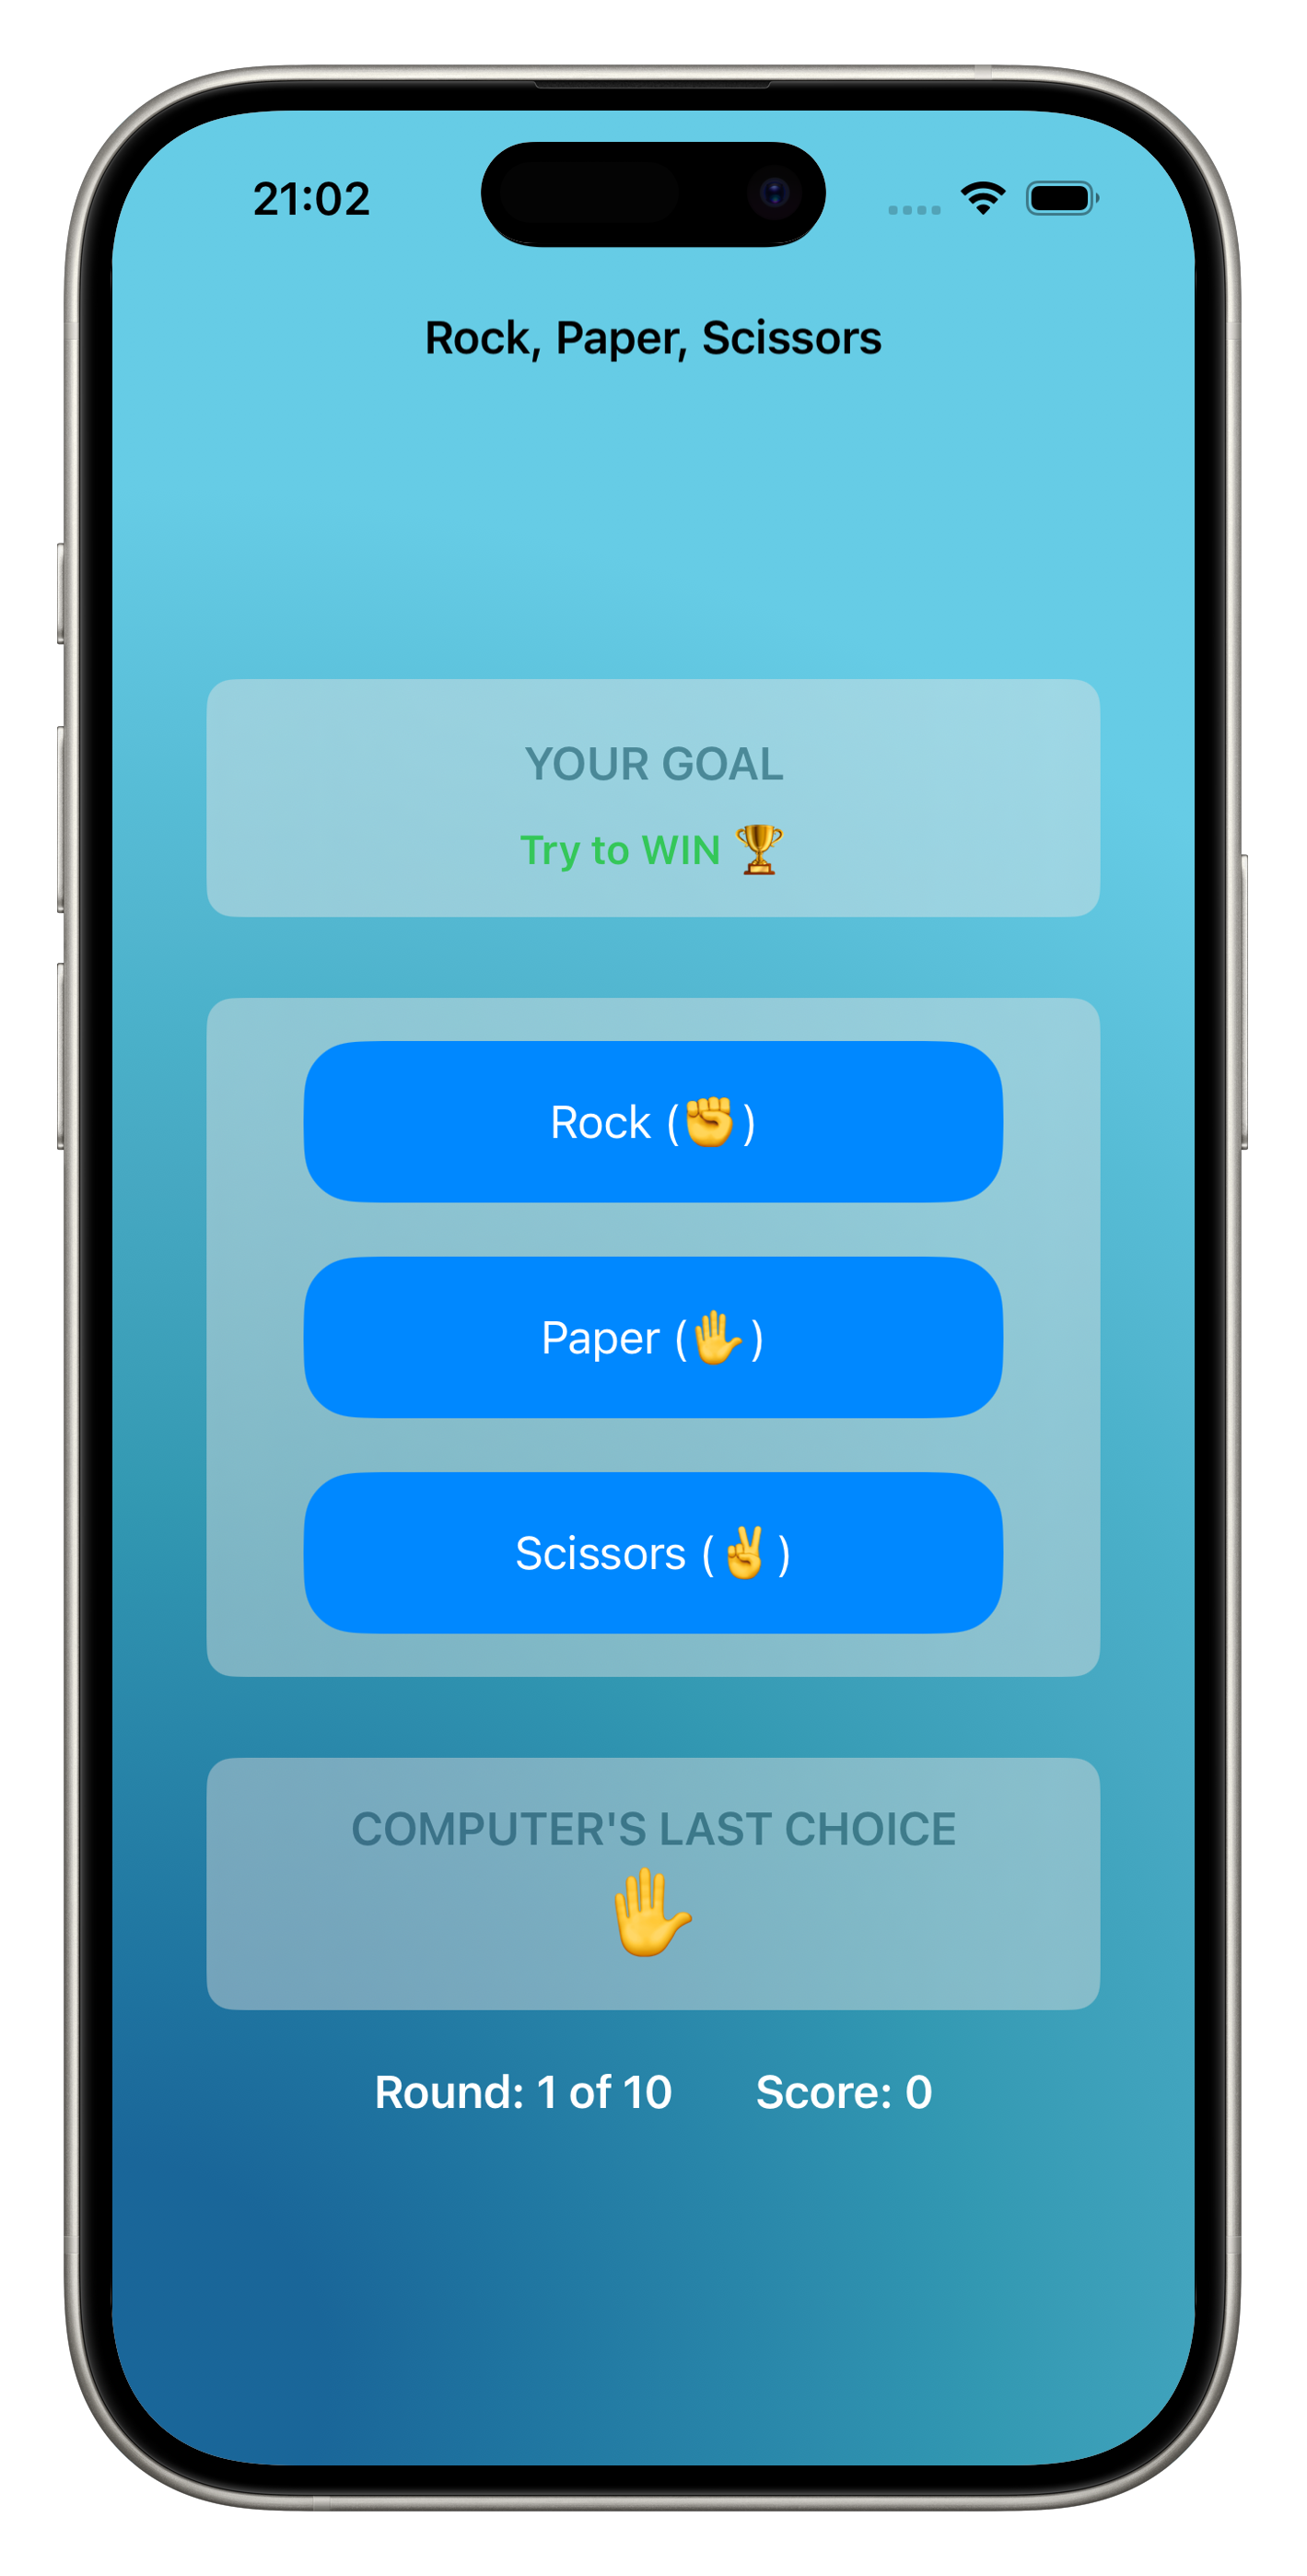 21:02
Rock, Paper, Scissors
YOUR GOAL
Try to WIN 🏆
Rock (✊)
Paper (🤚)
Scissors (✌️)
COMPUTER'S LAST CHOICE
🤚
Round: 1 of 10 Score: 0